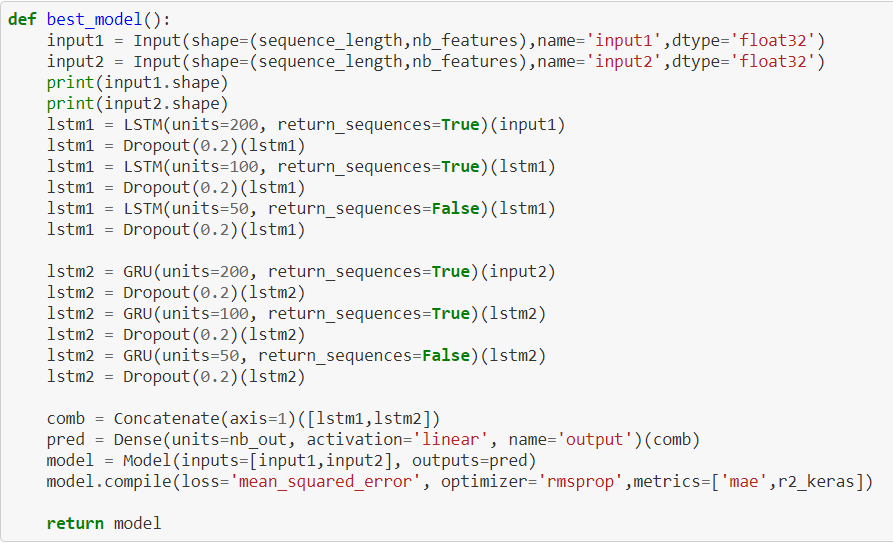 def best_model():
    input1 = Input(shape=(sequence_length,nb_features),name='input1',dtype='float32')
    input2 = Input(shape=(sequence_length,nb_features),name='input2',dtype='float32')
    print(input1.shape)
    print(input2.shape)
    lstm1 = LSTM(units=200, return_sequences=True)(input1)
    lstm1 = Dropout(0.2)(lstm1)
    lstm1 = LSTM(units=100, return_sequences=True)(lstm1)
    lstm1 = Dropout(0.2)(lstm1)
    lstm1 = LSTM(units=50, return_sequences=False)(lstm1)
    lstm1 = Dropout(0.2)(lstm1)

    lstm2 = GRU(units=200, return_sequences=True)(input2)
    lstm2 = Dropout(0.2)(lstm2)
    lstm2 = GRU(units=100, return_sequences=True)(lstm2)
    lstm2 = Dropout(0.2)(lstm2)
    lstm2 = GRU(units=50, return_sequences=False)(lstm2)
    lstm2 = Dropout(0.2)(lstm2)

    comb = Concatenate(axis=1)([lstm1,lstm2])
    pred = Dense(units=nb_out, activation='linear', name='output')(comb)
    model = Model(inputs=[input1,input2], outputs=pred)
    model.compile(loss='mean_squared_error', optimizer='rmsprop',metrics=['mae',r2_keras])

    return model